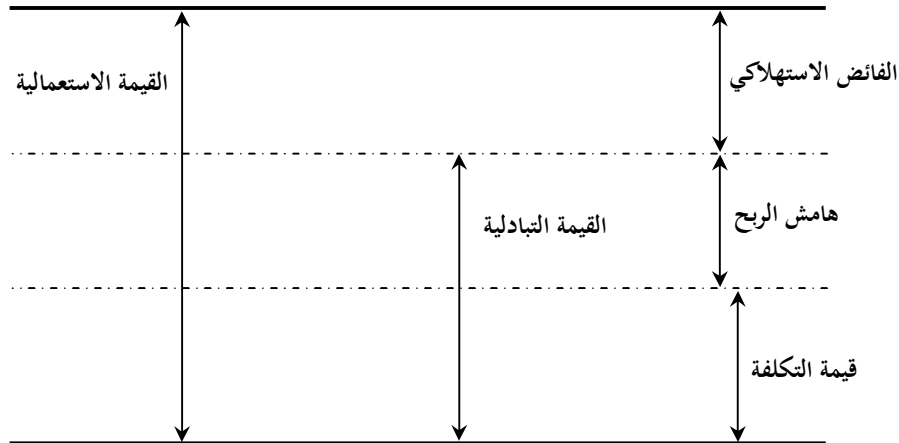 الفائض الاستهلاكي
القيمة الاستعمالية
هامش الربح
القيمة التبادلية
قيمة التكلفة